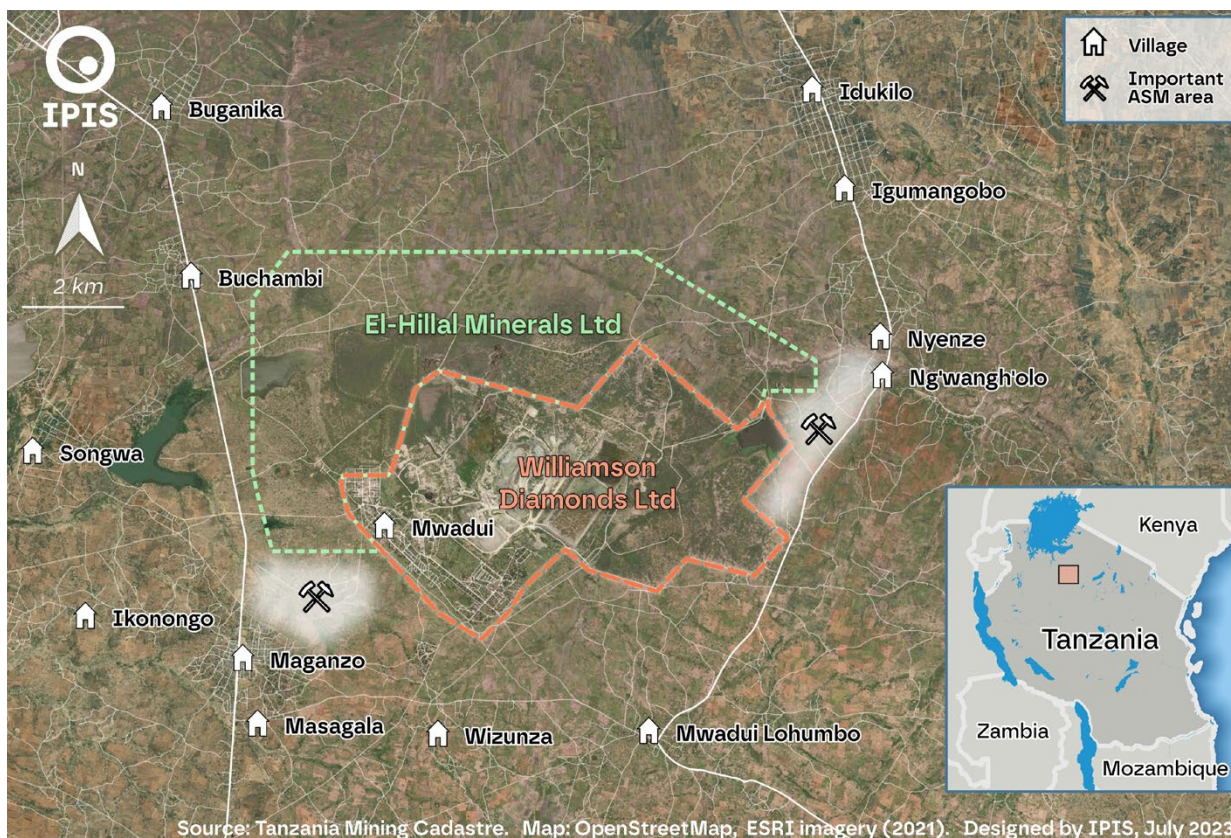 IPIS
Village
Important
ASM area
Buganika
Idukilo
N
Igumangobo
2 km
Buchambi
El-Hillal Minerals Ltd
Nyenze
Ng'wangh'olo
Songwa
Williamson
Diamonds Ltd
Mwadui
Kenya
Tanzania
Zambia
Mozambique
Ikonongo
Maganzo
Masagala
Wizunza
Mwadui Lohumbo
Source: Tanzania Mining Cadastre. Map: OpenStreetMap, ESRI imagery (2021). Designed by IPIS, July